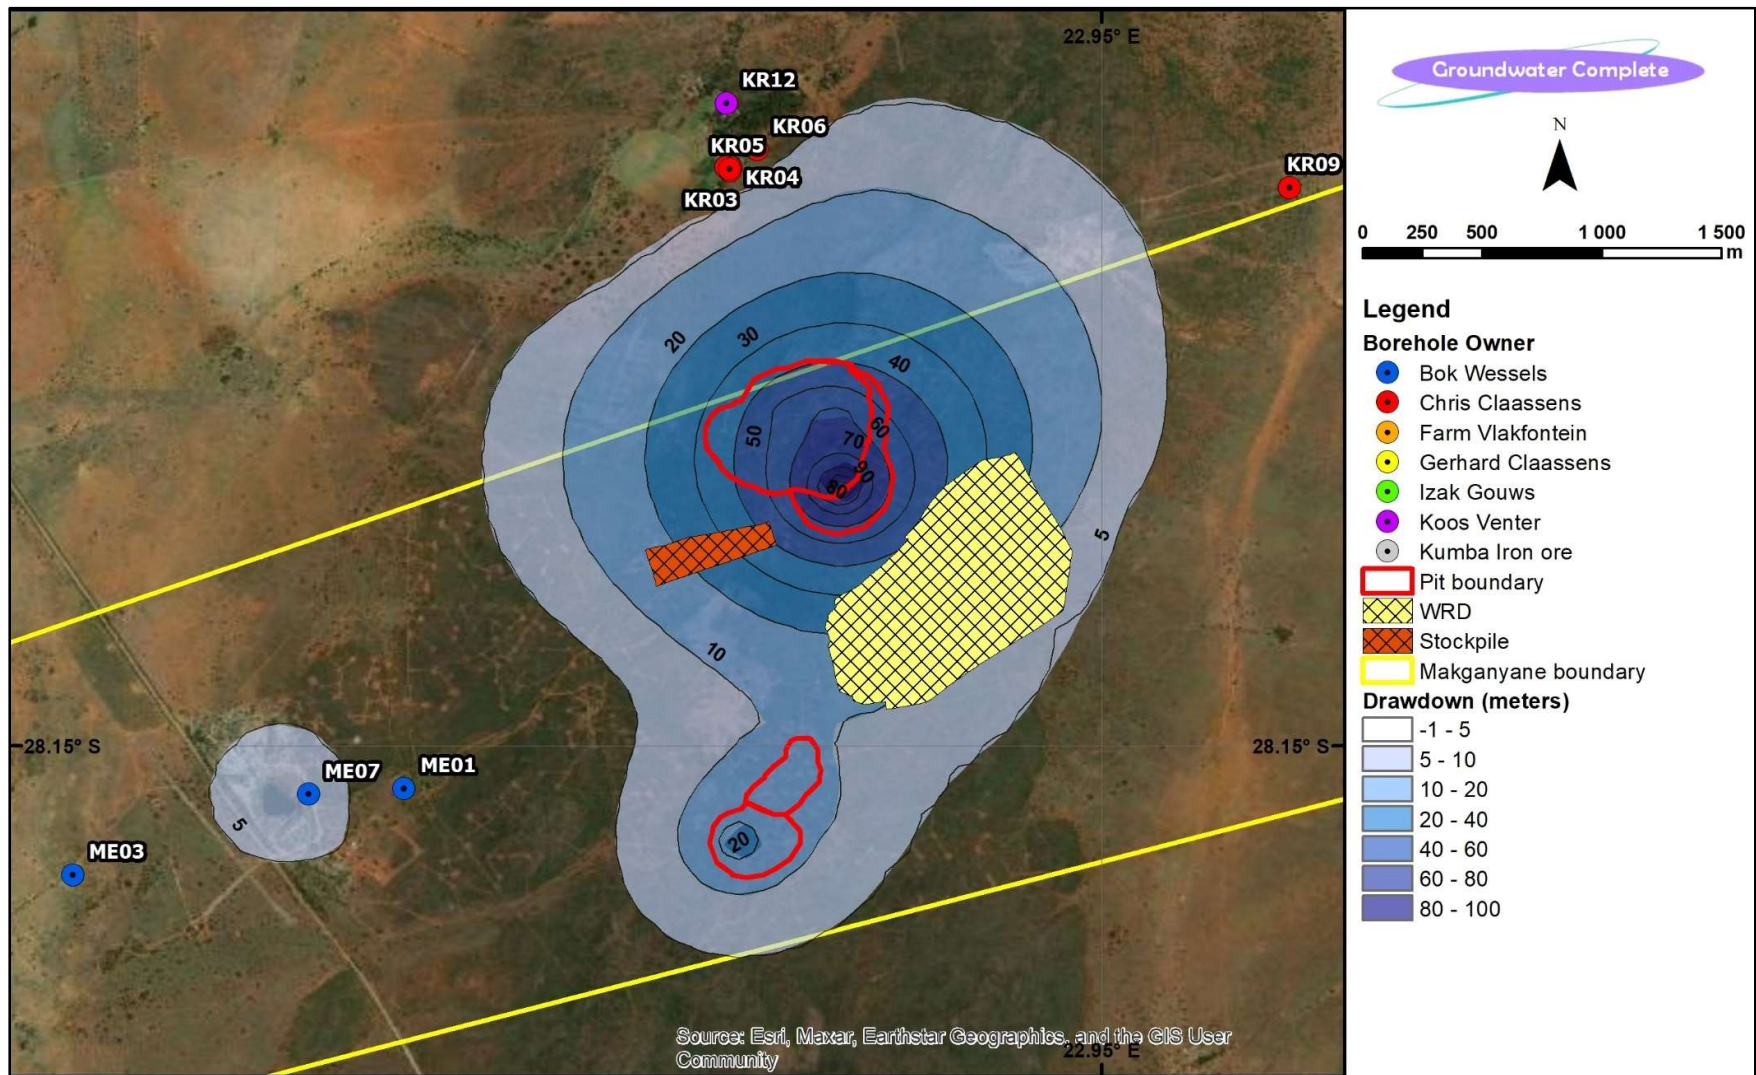 22.95° E
KR12
KR06
KR05
KR04
KR03
KR09
20
30
40
50
60
70
90
80
10
5
28.15° S
28.15° S
ME07
ME01
5
ME03
20
Source: Esri, Maxar, Earthstar Geographics, and the GIS User
Community
22.95° E
Groundwater Complete
N
0 250 500 1 000 1 500
m
Legend
Borehole Owner
Bok Wessels
Chris Claassens
Farm Vlakfontein
Gerhard Claassens
Izak Gouws
Koos Venter
Kumba Iron ore
Pit boundary
WRD
Stockpile
Makganyane boundary
Drawdown (meters)
-1 - 5
5 - 10
10 - 20
20 - 40
40 - 60
60 - 80
80 - 100